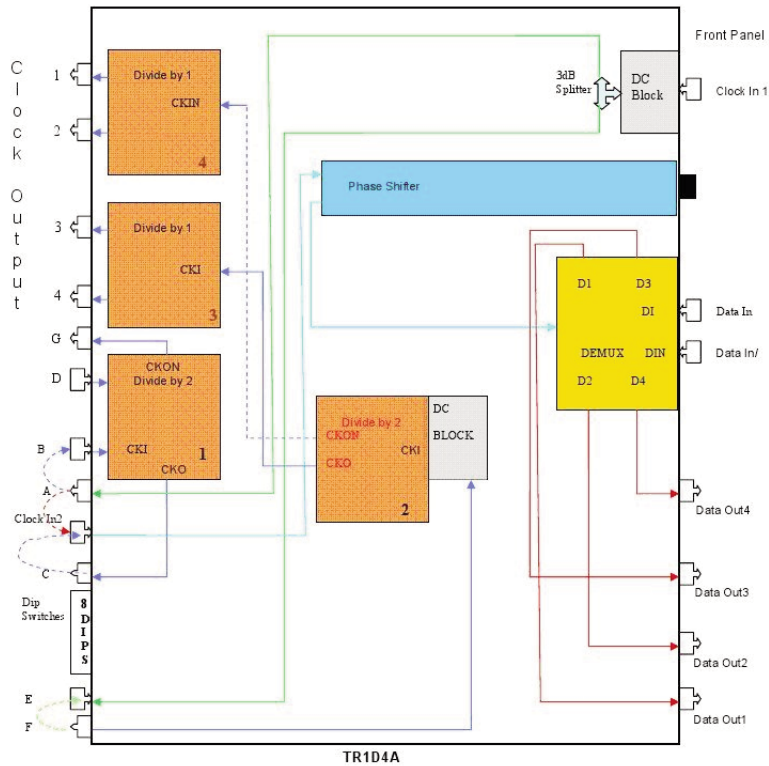 Front Panel
Clock Output
1
2
3
4
G
D
B
A
Clock In2
C
Dip
Switches
8 DIPS
E
F
Divide by 1
CKIN
4
Divide by 1
CKI
3
CKON
Divide by 2
CKI
1
CKO
Divide by 2
CKON
CKI
CKO
2
DC
BLOCK
3dB
Splitter
DC
Block
Clock In 1
Phase Shifter
D1
D3
DI
DEMUX
DIN
D2
D4
Data In
Data In/
Data Out4
Data Out3
Data Out2
Data Out1
TR1D4A